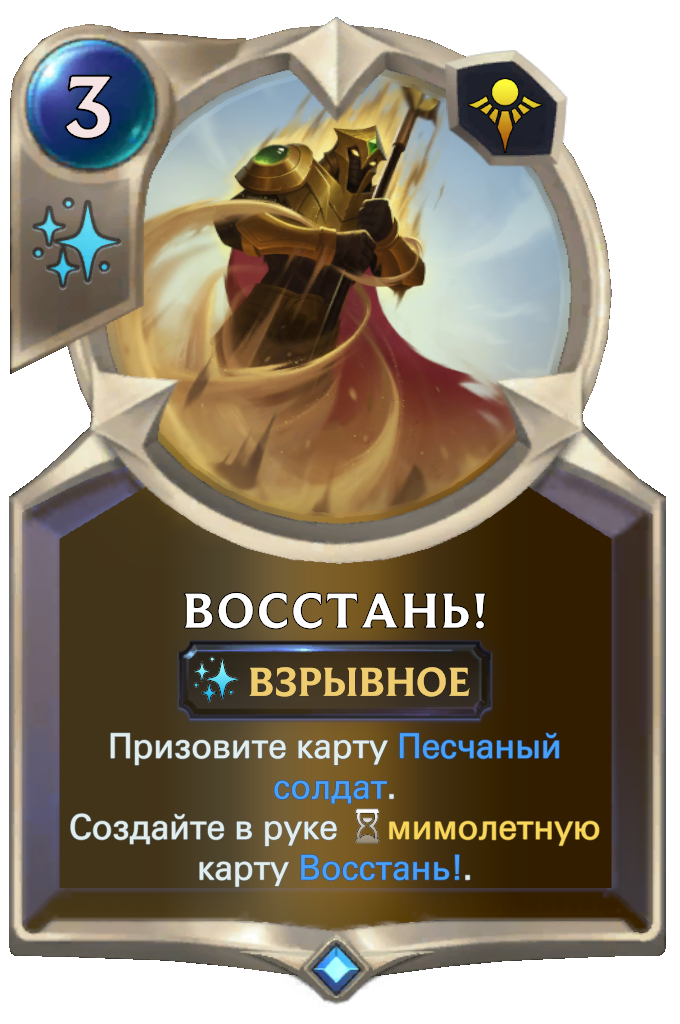 3
ВОССТАНЬ!
ВЗРЫВНОЕ
Призовите карту Песчаный
солдат.
Создайте в руке мимолетную
карту Восстань!.